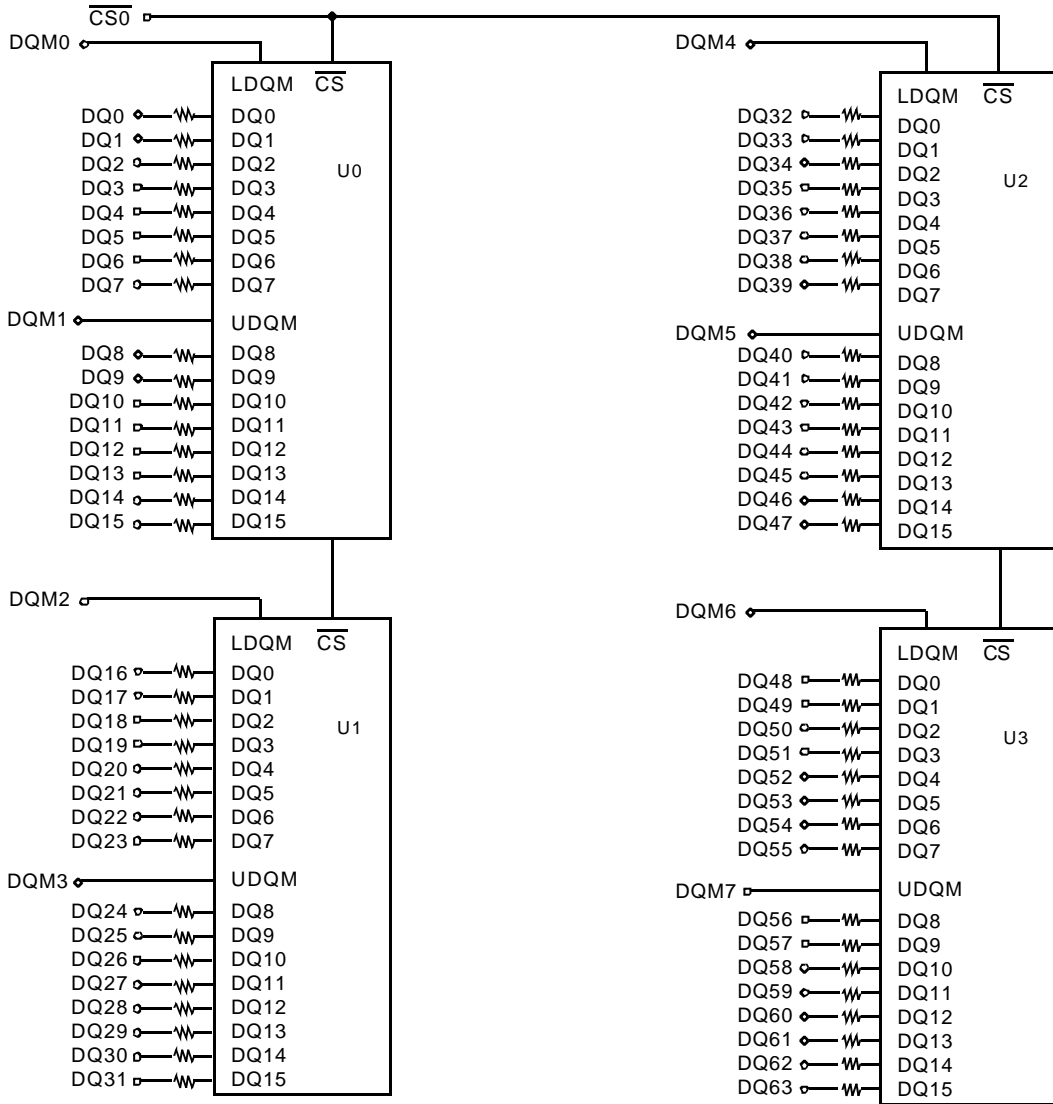 CS0
DQM0
LDQM CS
DQ0 DQ0
DQ1 DQ1
DQ2 DQ2
U0
DQ3 DQ3
DQ4 DQ4
DQ5 DQ5
DQ6 DQ6
DQ7 DQ7
DQM1 UDQM
DQ8 DQ8
DQ9 DQ9
DQ10 DQ10
DQ11 DQ11
DQ12 DQ12
DQ13 DQ13
DQ14 DQ14
DQ15 DQ15
DQM2
LDQM CS
DQ16 DQ0
DQ17 DQ1
DQ18 DQ2
U1
DQ19 DQ3
DQ20 DQ4
DQ21 DQ5
DQ22 DQ6
DQ23 DQ7
DQM3 UDQM
DQ24 DQ8
DQ25 DQ9
DQ26 DQ10
DQ27 DQ11
DQ28 DQ12
DQ29 DQ13
DQ30 DQ14
DQ31 DQ15
DQM4
LDQM CS
DQ32 DQ0
DQ33 DQ1
DQ34 DQ2
U2
DQ35 DQ3
DQ36 DQ4
DQ37 DQ5
DQ38 DQ6
DQ39 DQ7
DQM5 UDQM
DQ40 DQ8
DQ41 DQ9
DQ42 DQ10
DQ43 DQ11
DQ44 DQ12
DQ45 DQ13
DQ46 DQ14
DQ47 DQ15
DQM6
LDQM CS
DQ48 DQ0
DQ49 DQ1
DQ50 DQ2
U3
DQ51 DQ3
DQ52 DQ4
DQ53 DQ5
DQ54 DQ6
DQ55 DQ7
DQM7 UDQM
DQ56 DQ8
DQ57 DQ9
DQ58 DQ10
DQ59 DQ11
DQ60 DQ12
DQ61 DQ13
DQ62 DQ14
DQ63 DQ15